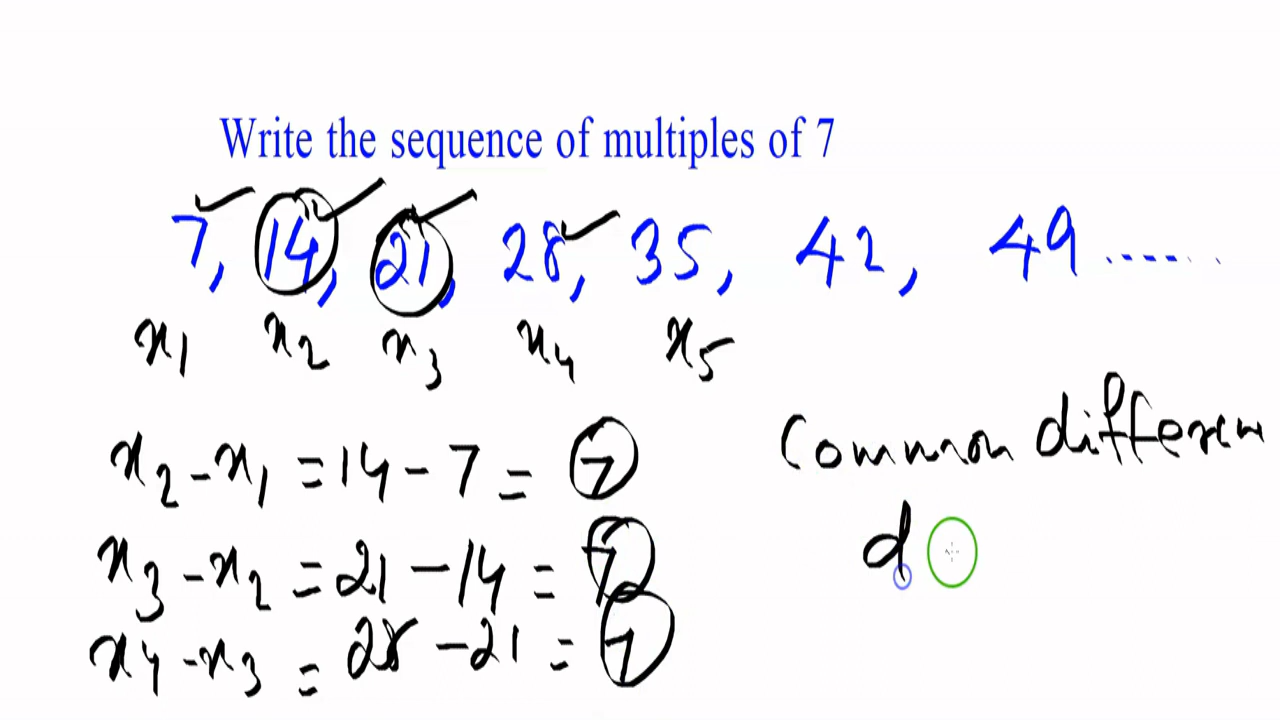 Write the sequence of multiples of 7
7, 14, 21, 28, 35, 42, 49 ......
x1 x2 x3 x4 x5
x2 - x1 = 14 - 7 = 7
Common differen
x3 - x2 = 21 - 14 = 7
d
x4 - x3 = 28 - 21 = 7